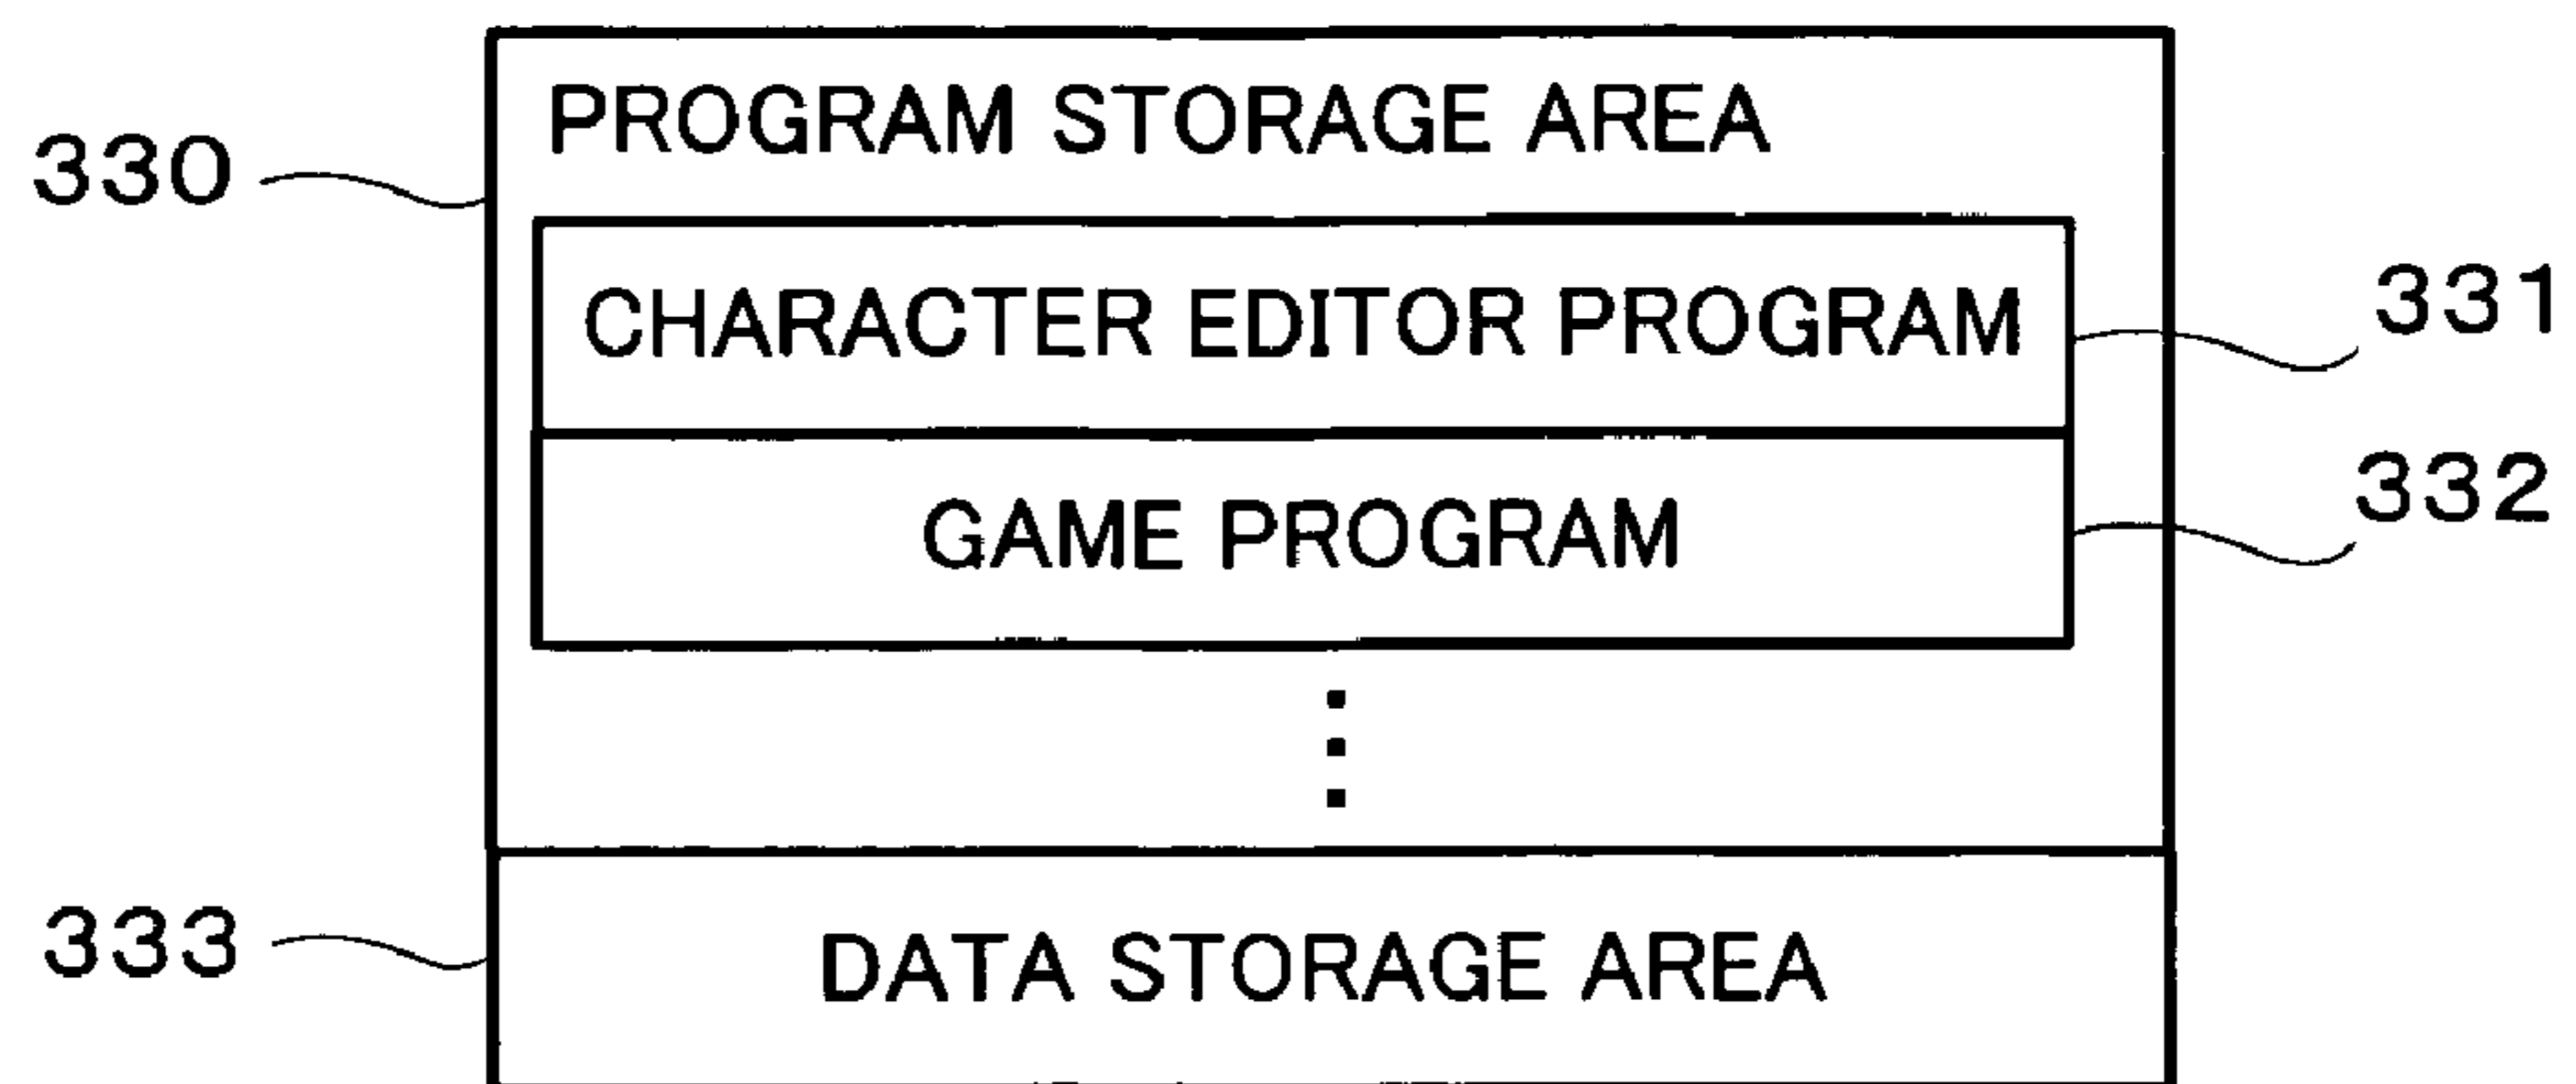 PROGRAM STORAGE AREA
330
CHARACTER EDITOR PROGRAM
331
GAME PROGRAM
332
333
DATA STORAGE AREA